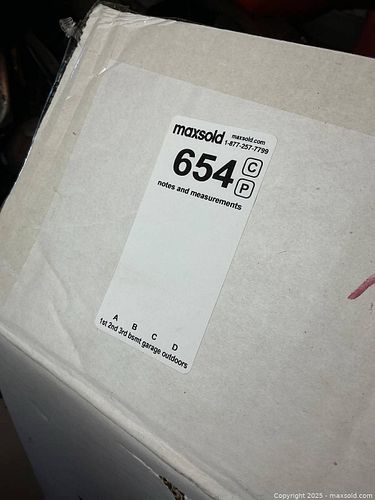 maxsold
maxsold.com
1-877-257-7799
654
C
P
notes and measurements
A B C D
1st 2nd 3rd bsmt garage outdoors
Copyright 2025 - maxsold.com